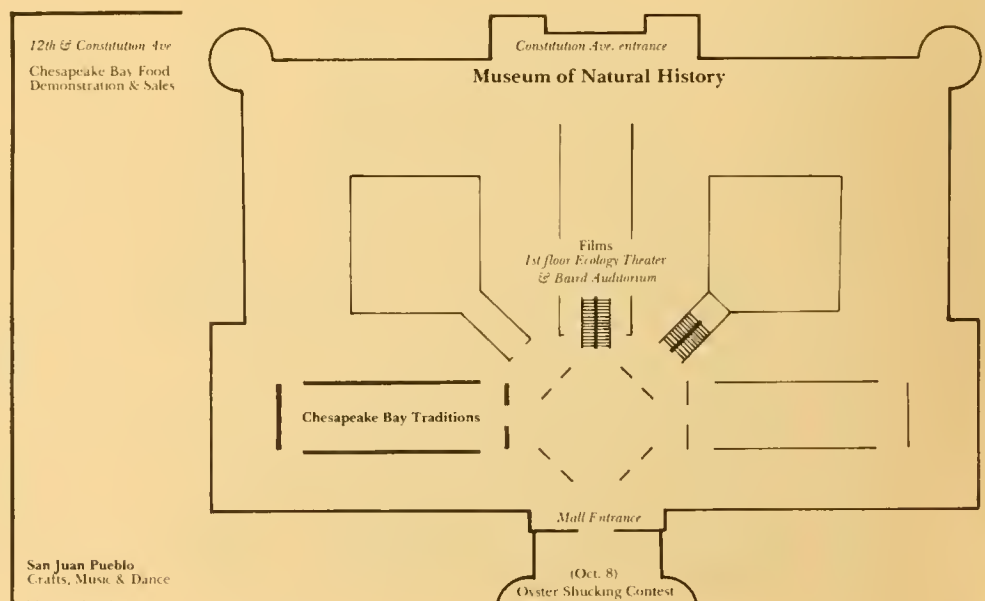 12th & Constitution Ave
Chesapeake Bay Food
Demonstration & Sales
Constitution Ave. entrance
Museum of Natural History
Films
1st floor Ecology Theater
& Baird Auditorium
Chesapeake Bay Traditions
Mall Entrance
San Juan Pueblo
Crafts, Music & Dance
(Oct. 8)
Oyster Shucking Contest